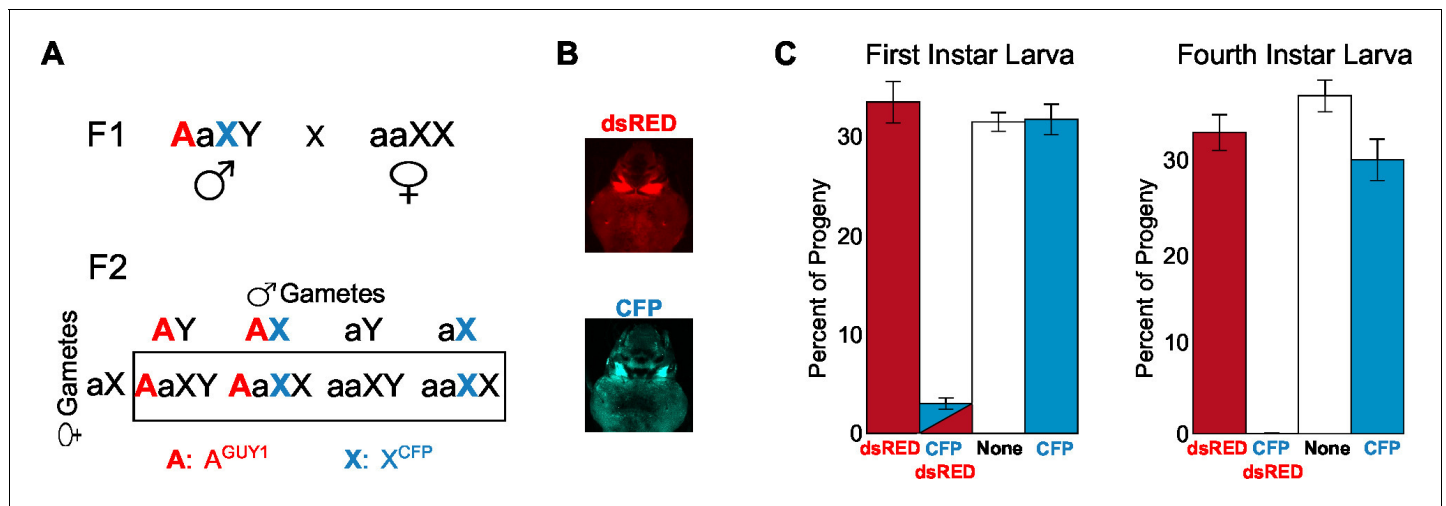 A
F1 AaXY x aaXX
♂ ♀
F2
♂ Gametes
♀ Gametes
AY AX aY aX
aX AaXY AaXX aaXY aaXX
A: A^GUY1 X: X^CFP
B
dsRED
CFP
C
First Instar Larva
Percent of Progeny
30
20
10
0
dsRED CFP dsRED None CFP
Fourth Instar Larva
Percent of Progeny
30
20
10
0
dsRED CFP dsRED None CFP